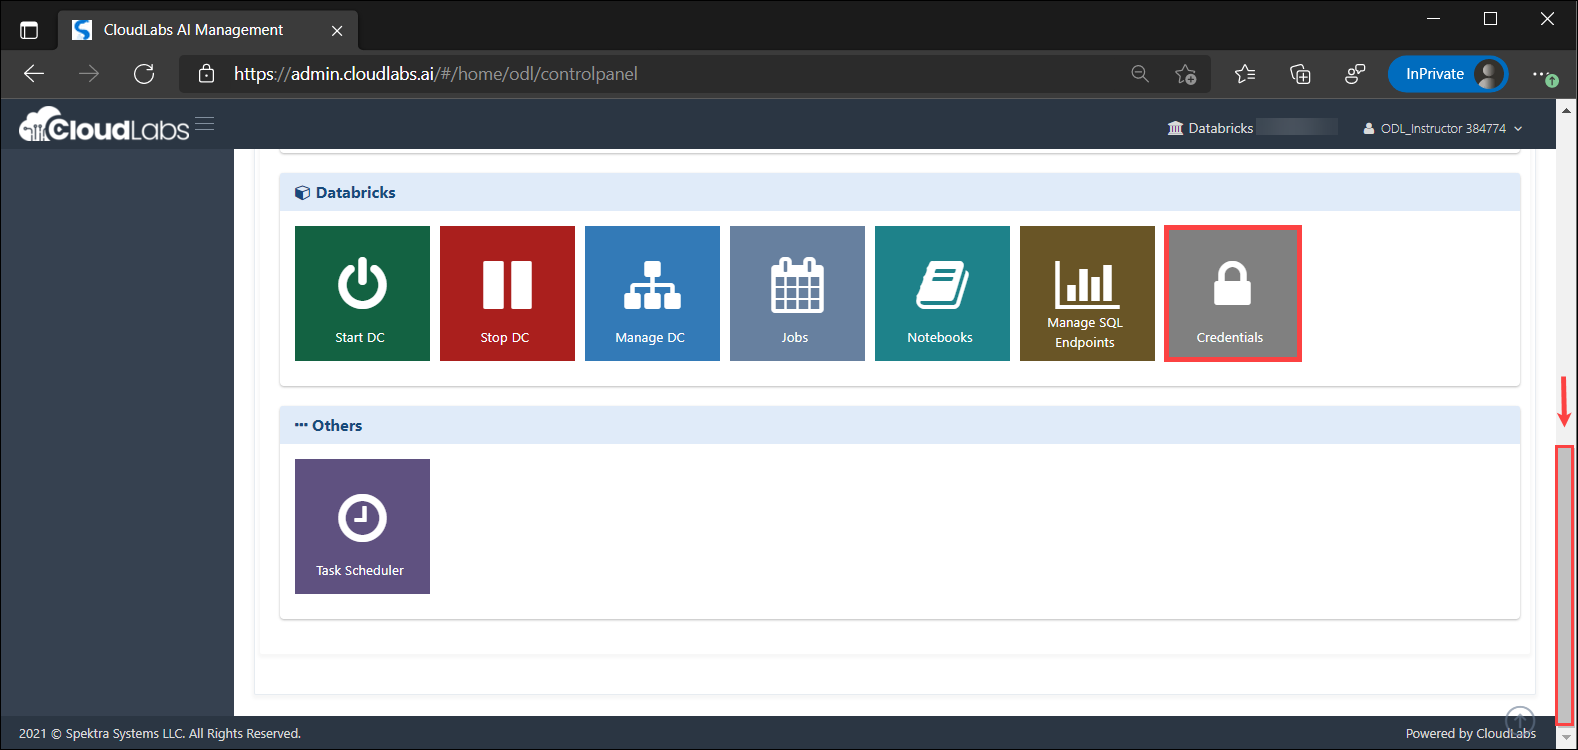 CloudLabs AI Management
https://admin.cloudlabs.ai/#/home/odl/controlpanel
InPrivate
CloudLabs
Databricks
ODL_Instructor 384774
Databricks
Start DC
Stop DC
Manage DC
Jobs
Notebooks
Manage SQL
Endpoints
Credentials
Others
Task Scheduler
2021 © Spektra Systems LLC. All Rights Reserved.
Powered by CloudLabs